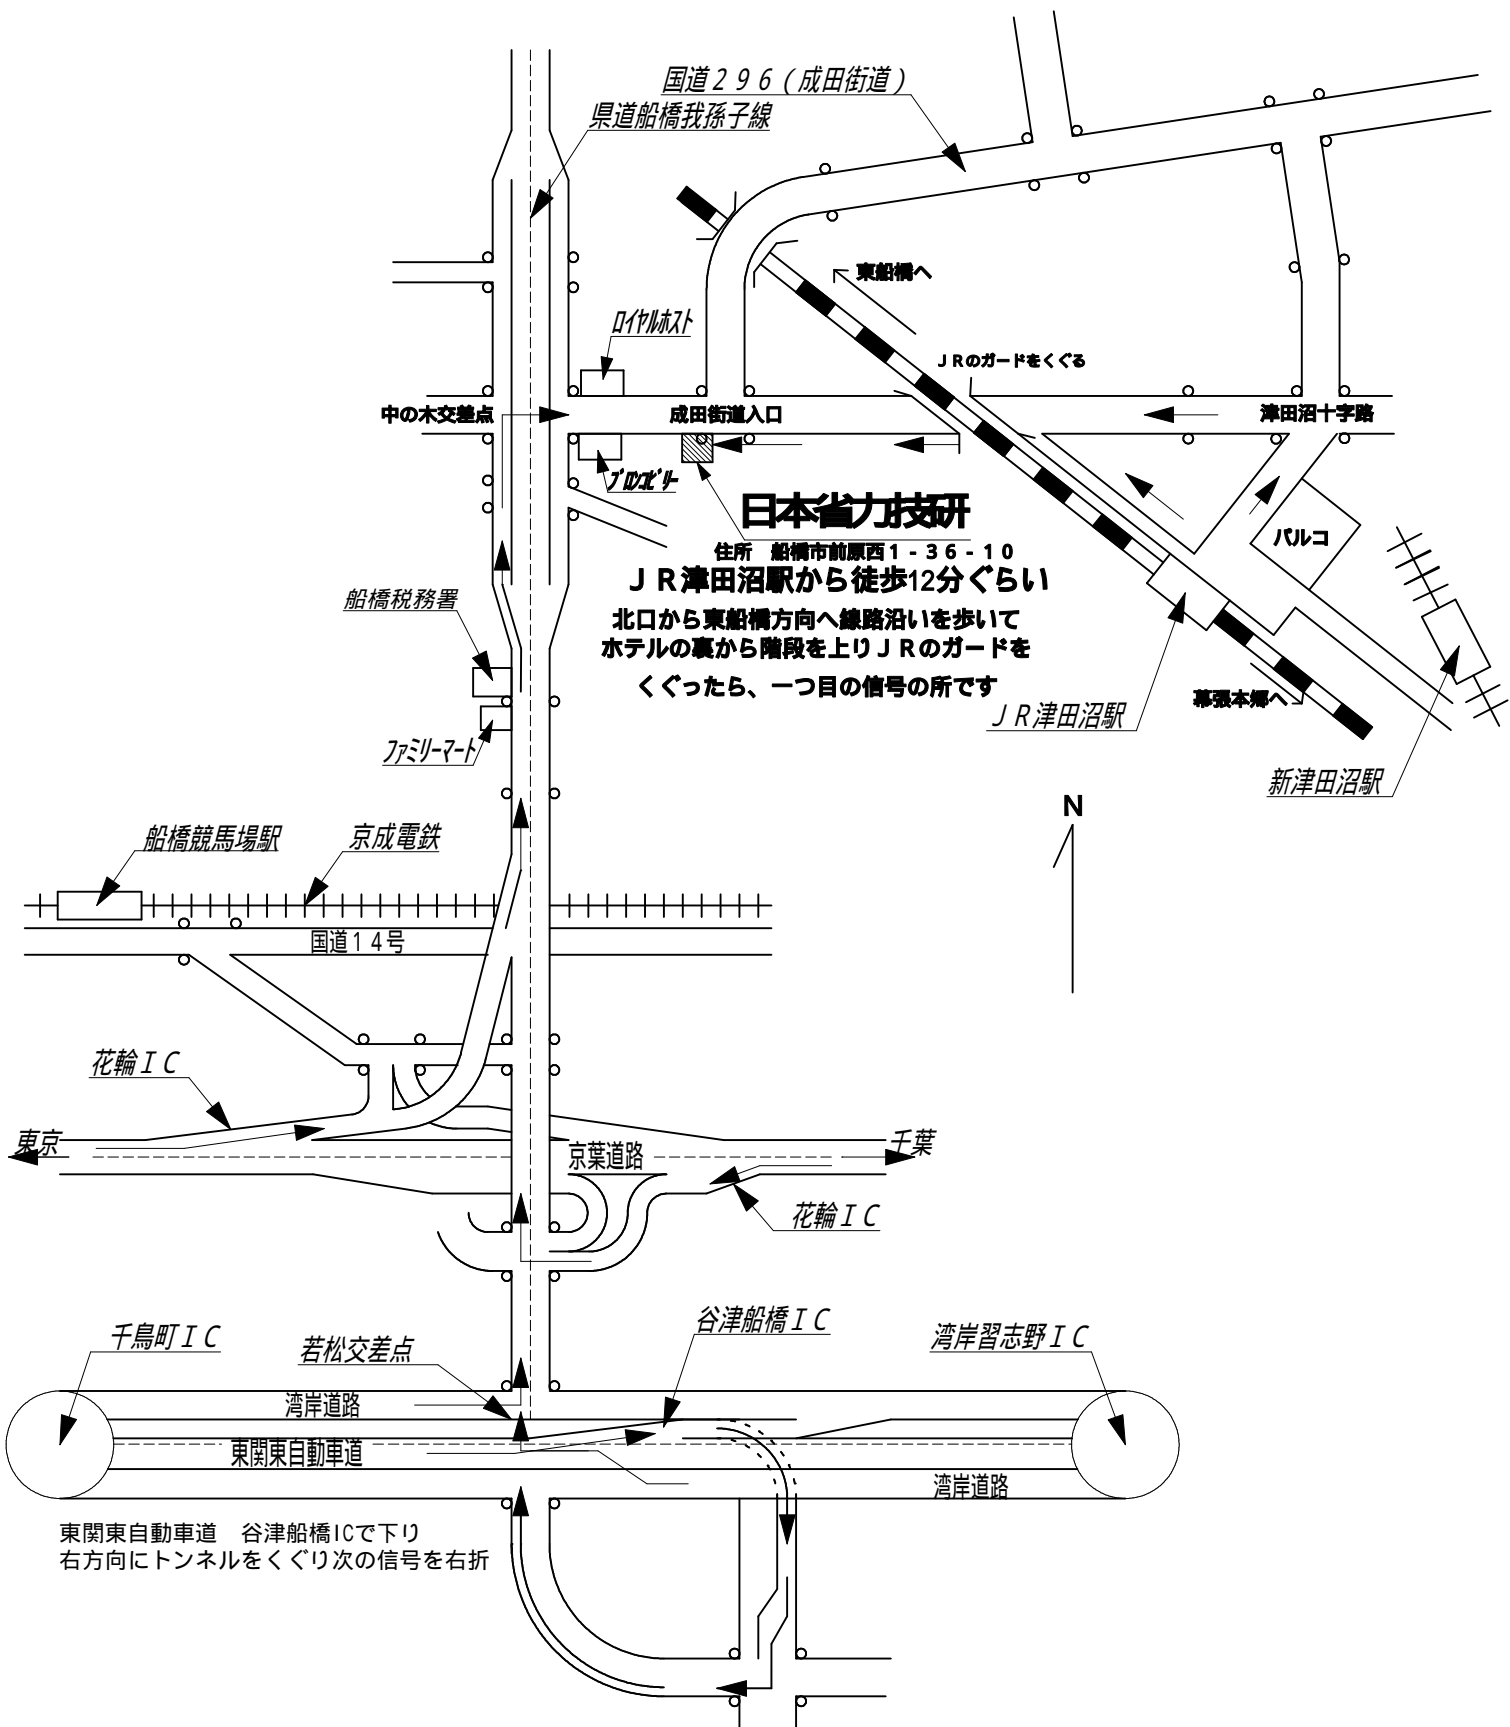 国道２９６（成田街道）
県道船橋我孫子線
東船橋へ
ロイヤルホスト
ＪＲのガードをくぐる
中の木交差点
成田街道入口
津田沼十字路
ブロンコビリー
日本省力技研
パルコ
住所　船橋市前原西１-３６-１０
ＪＲ津田沼駅から徒歩12分ぐらい
船橋税務署
北口から東船橋方向へ線路沿いを歩いて
ホテルの裏から階段を上りＪＲのガードを
くぐったら、一つ目の信号の所です
幕張本郷へ
ＪＲ津田沼駅
ファミリーマート
新津田沼駅
N
船橋競馬場駅
京成電鉄
国道１４号
花輪ＩＣ
東京
京葉道路
千葉
花輪ＩＣ
千鳥町ＩＣ
若松交差点
谷津船橋ＩＣ
湾岸習志野ＩＣ
湾岸道路
東関東自動車道
湾岸道路
東関東自動車道　谷津船橋ICで下り
右方向にトンネルをくぐり次の信号を右折